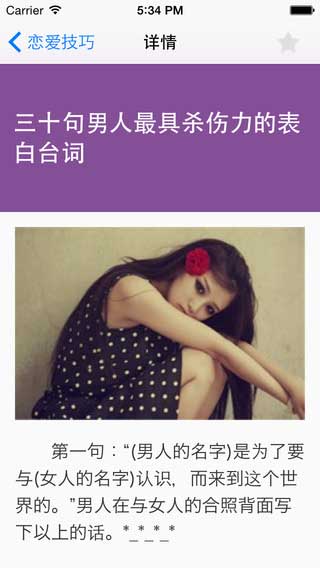 Carrier 5:34 PM
恋爱技巧 详情
三十句男人最具杀伤力的表
白台词
第一句：“(男人的名字)是为了要
与(女人的名字)认识，而来到这个世
界的。”男人在与女人的合照背面写
下以上的话。*_*_*_*